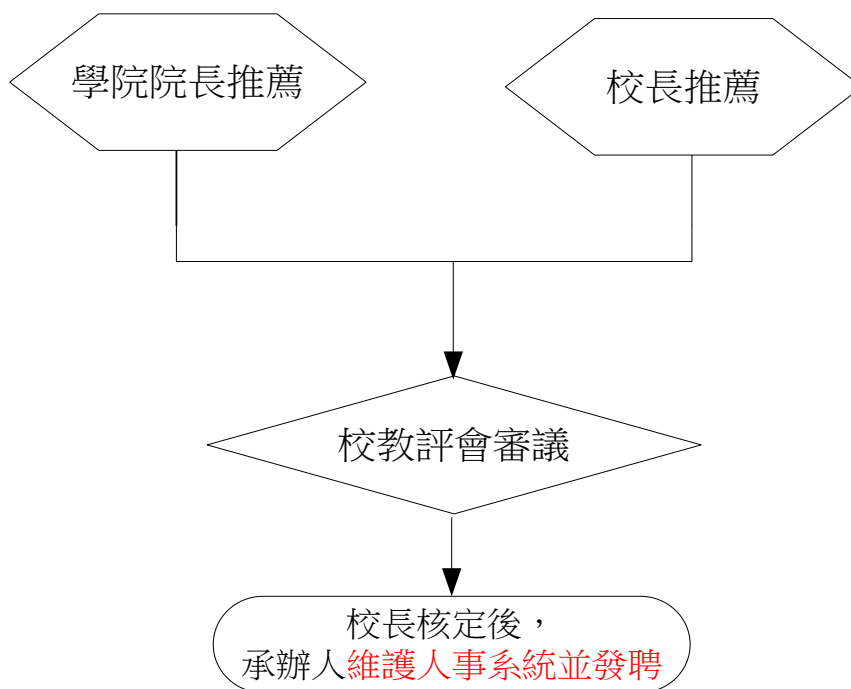 學院院長推薦
校長推薦
校教評會審議
校長核定後，
承辦人維護人事系統並發聘